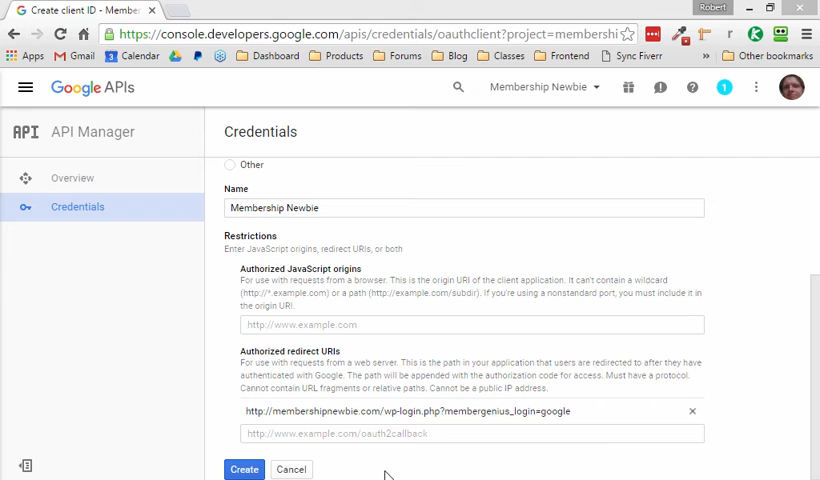 Robert
Create client ID - Member
https://console.developers.google.com/apis/credentials/oauthclient?project=membershi
Apps Gmail Calendar Dashboard Products Forums Blog Classes Frontend Sync Fiverr » Other bookmarks
Google APIs Membership Newbie 1
API API Manager Credentials
Overview
Credentials
Other
Name
Membership Newbie
Restrictions
Enter JavaScript origins, redirect URIs, or both
Authorized JavaScript origins
For use with requests from a browser. This is the origin URI of the client application. It can't contain a wildcard
(http://*.example.com) or a path (http://example.com/subdir). If you're using a nonstandard port, you must include it in
the origin URI.
http://www.example.com
Authorized redirect URIs
For use with requests from a web server. This is the path in your application that users are redirected to after they have
authenticated with Google. The path will be appended with the authorization code for access. Must have a protocol.
Cannot contain URL fragments or relative paths. Cannot be a public IP address.
http://membershipnewbie.com/wp-login.php?membergenius_login=google
http://www.example.com/oauth2callback
Create Cancel